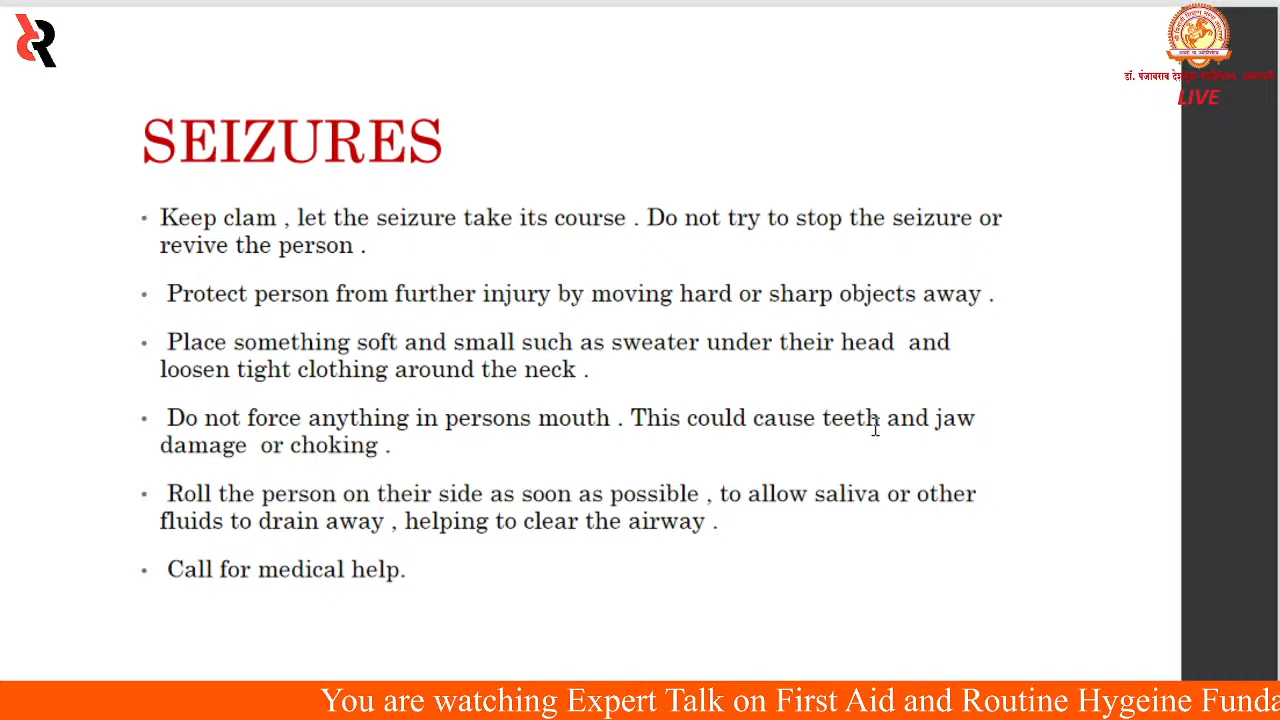 डॉ. पंजाबराव
LIVE
SEIZURES
• Keep clam , let the seizure take its course . Do not try to stop the seizure or
revive the person .
• Protect person from further injury by moving hard or sharp objects away .
• Place something soft and small such as sweater under their head and
loosen tight clothing around the neck .
• Do not force anything in persons mouth . This could cause teeth and jaw
damage or choking .
• Roll the person on their side as soon as possible , to allow saliva or other
fluids to drain away , helping to clear the airway .
• Call for medical help.
You are watching Expert Talk on First Aid and Routine Hygeine Funda